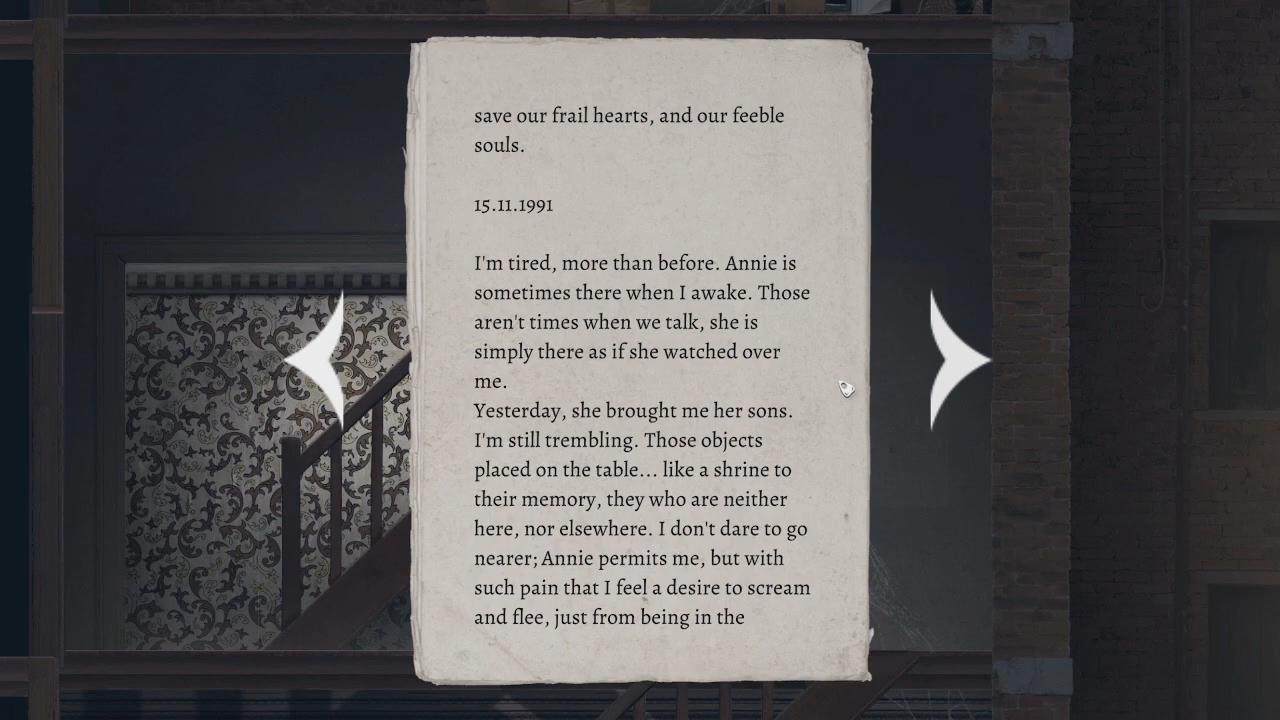 save our frail hearts, and our feeble
souls.
15.11.1991
I'm tired, more than before. Annie is
sometimes there when I awake. Those
aren't times when we talk, she is
simply there as if she watched over
me.
Yesterday, she brought me her sons.
I'm still trembling. Those objects
placed on the table... like a shrine to
their memory, they who are neither
here, nor elsewhere. I don't dare to go
nearer; Annie permits me, but with
such pain that I feel a desire to scream
and flee, just from being in the